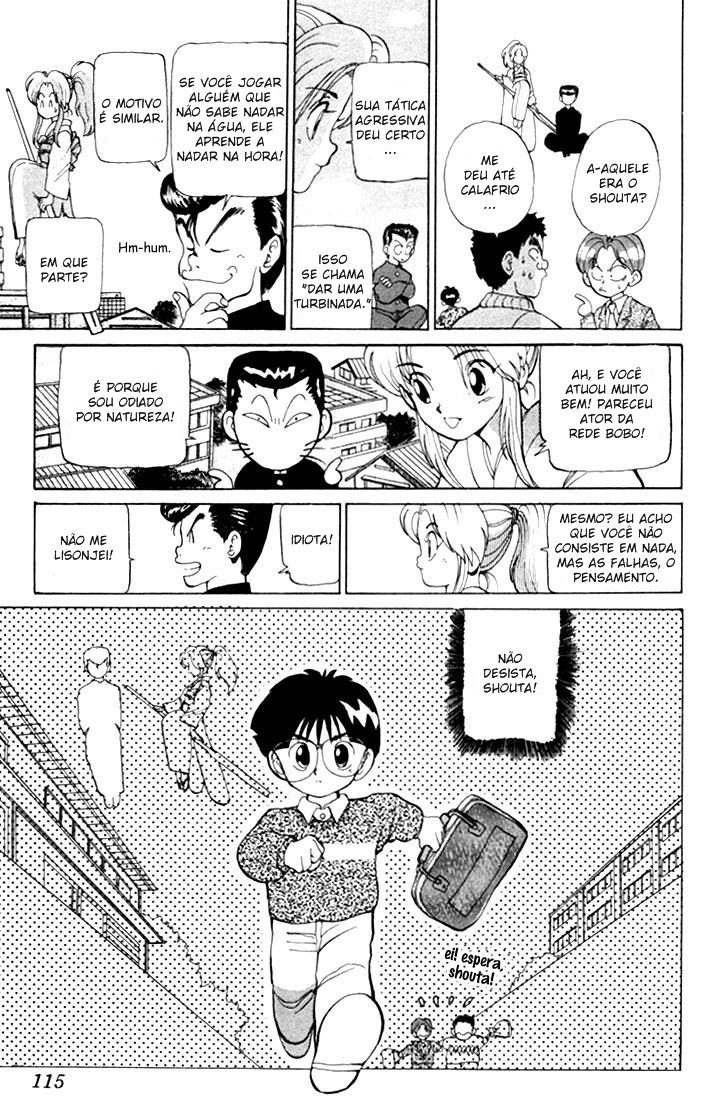 A-AQUELE
ERA O
SHOUTA?
ME
DEU ATÉ
CALAFRIO
...
SUA TÁTICA
AGRESSIVA
DEU CERTO
...
ISSO
SE CHAMA
"DAR UMA
TURBINADA."
SE VOCÊ JOGAR
ALGUÉM QUE
NÃO SABE NADAR
NA ÁGUA, ELE
APRENDE A
NADAR NA HORA!
O MOTIVO
É SIMILAR.
Hm-hum.
EM QUE
PARTE?
AH, E VOCÊ
ATUOU MUITO
BEM! PARECEU
ATOR DA
REDE BOBO!
É PORQUE
SOU ODIADO
POR NATUREZA!
MESMO? EU ACHO
QUE VOCÊ NÃO
CONSISTE EM NADA,
MAS AS FALHAS, O
PENSAMENTO.
IDIOTA!
NÃO ME
LISONJEI!
NÃO
DESISTA,
SHOUTA!
ei! espera,
shouta!
115